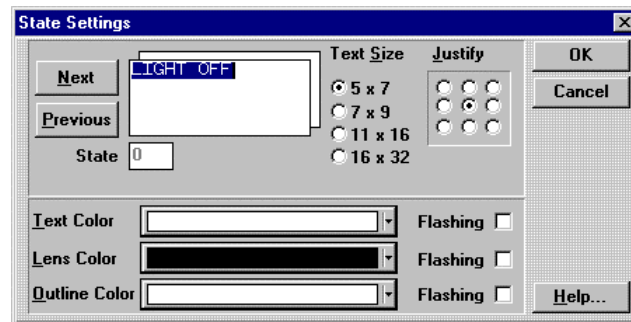 State Settings
Next
Previous
State 0
LIGHT OFF
Text Size
5 x 7
7 x 9
11 x 16
16 x 32
Justify
OK
Cancel
Text Color
Flashing
Lens Color
Flashing
Outline Color
Flashing
Help...